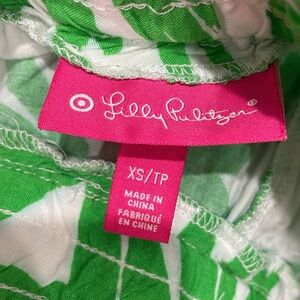 Lilly Pulitzer®
XS/TP
MADE IN
CHINA
FABRIQUÉ
EN CHINE